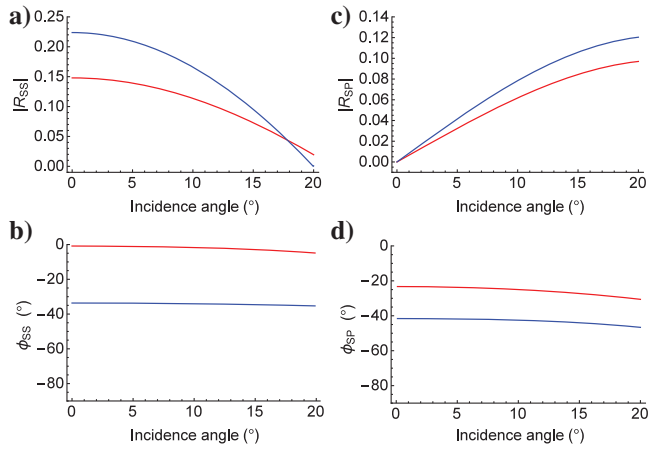 a)
|R_SS|
0.25
0.20
0.15
0.10
0.05
0.00
0 5 10 15 20
Incidence angle (°)
c)
|R_SP|
0.14
0.12
0.10
0.08
0.06
0.04
0.02
0.00
0 5 10 15 20
Incidence angle (°)
b)
ϕ_SS (°)
0
−20
−40
−60
−80
0 5 10 15 20
Incidence angle (°)
d)
ϕ_SP (°)
0
−20
−40
−60
−80
0 5 10 15 20
Incidence angle (°)